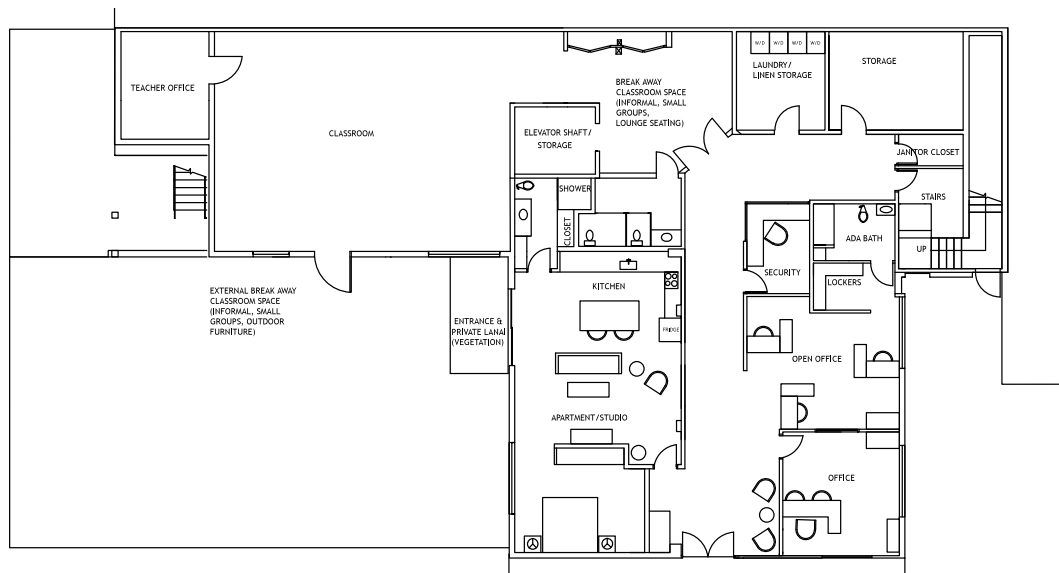 W/D W/D W/D W/D
LAUNDRY/
LINEN STORAGE
STORAGE
TEACHER OFFICE
BREAK AWAY
CLASSROOM SPACE
(INFORMAL, SMALL
GROUPS,
LOUNGE SEATING)
CLASSROOM
ELEVATOR SHAFT/
STORAGE
JANITOR CLOSET
SHOWER
STAIRS
CLOSET
ADA BATH
UP
SECURITY
LOCKERS
KITCHEN
EXTERNAL BREAK AWAY
CLASSROOM SPACE
(INFORMAL, SMALL
GROUPS, OUTDOOR
FURNITURE)
ENTRANCE &
PRIVATE LANAI
(VEGETATION)
FRIDGE
OPEN OFFICE
APARTMENT/STUDIO
OFFICE